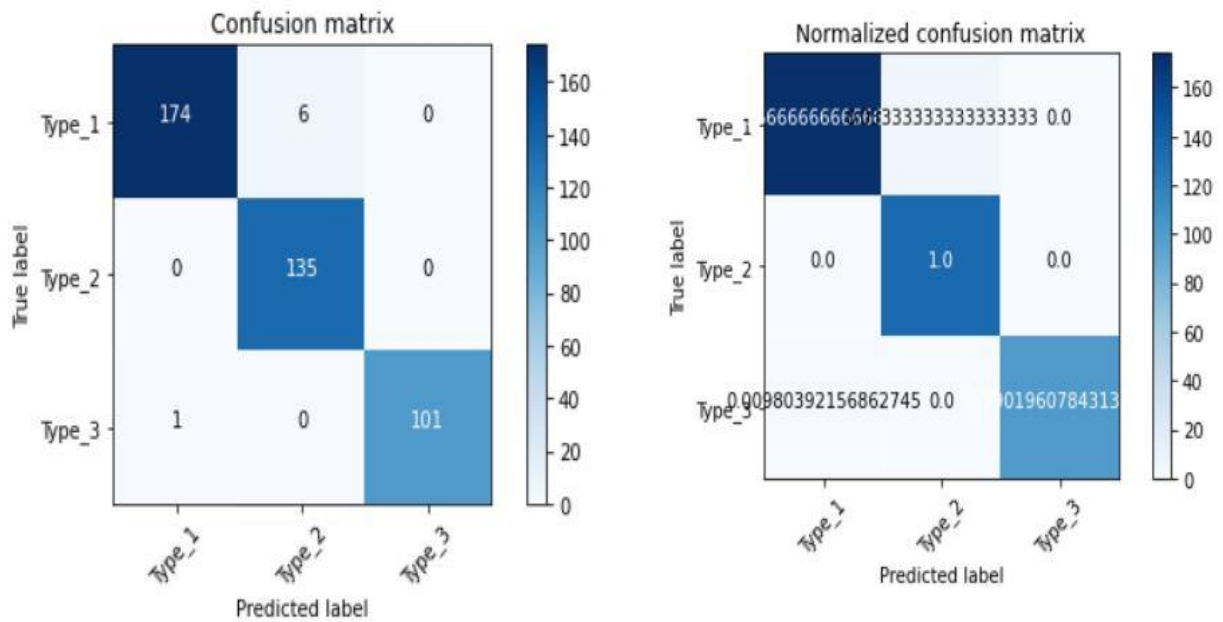 Confusion matrix
Type_1 174 6 0
Type_2 0 135 0
Type_3 1 0 101
Type_1 Type_2 Type_3
True label
Predicted label
160
140
120
100
80
60
40
20
0
Normalized confusion matrix
Type_1 0.0
Type_2 0.0 1.0 0.0
Type_3 0.00980392156862745 0.0
Type_1 Type_2 Type_3
True label
Predicted label
160
140
120
100
80
60
40
20
0